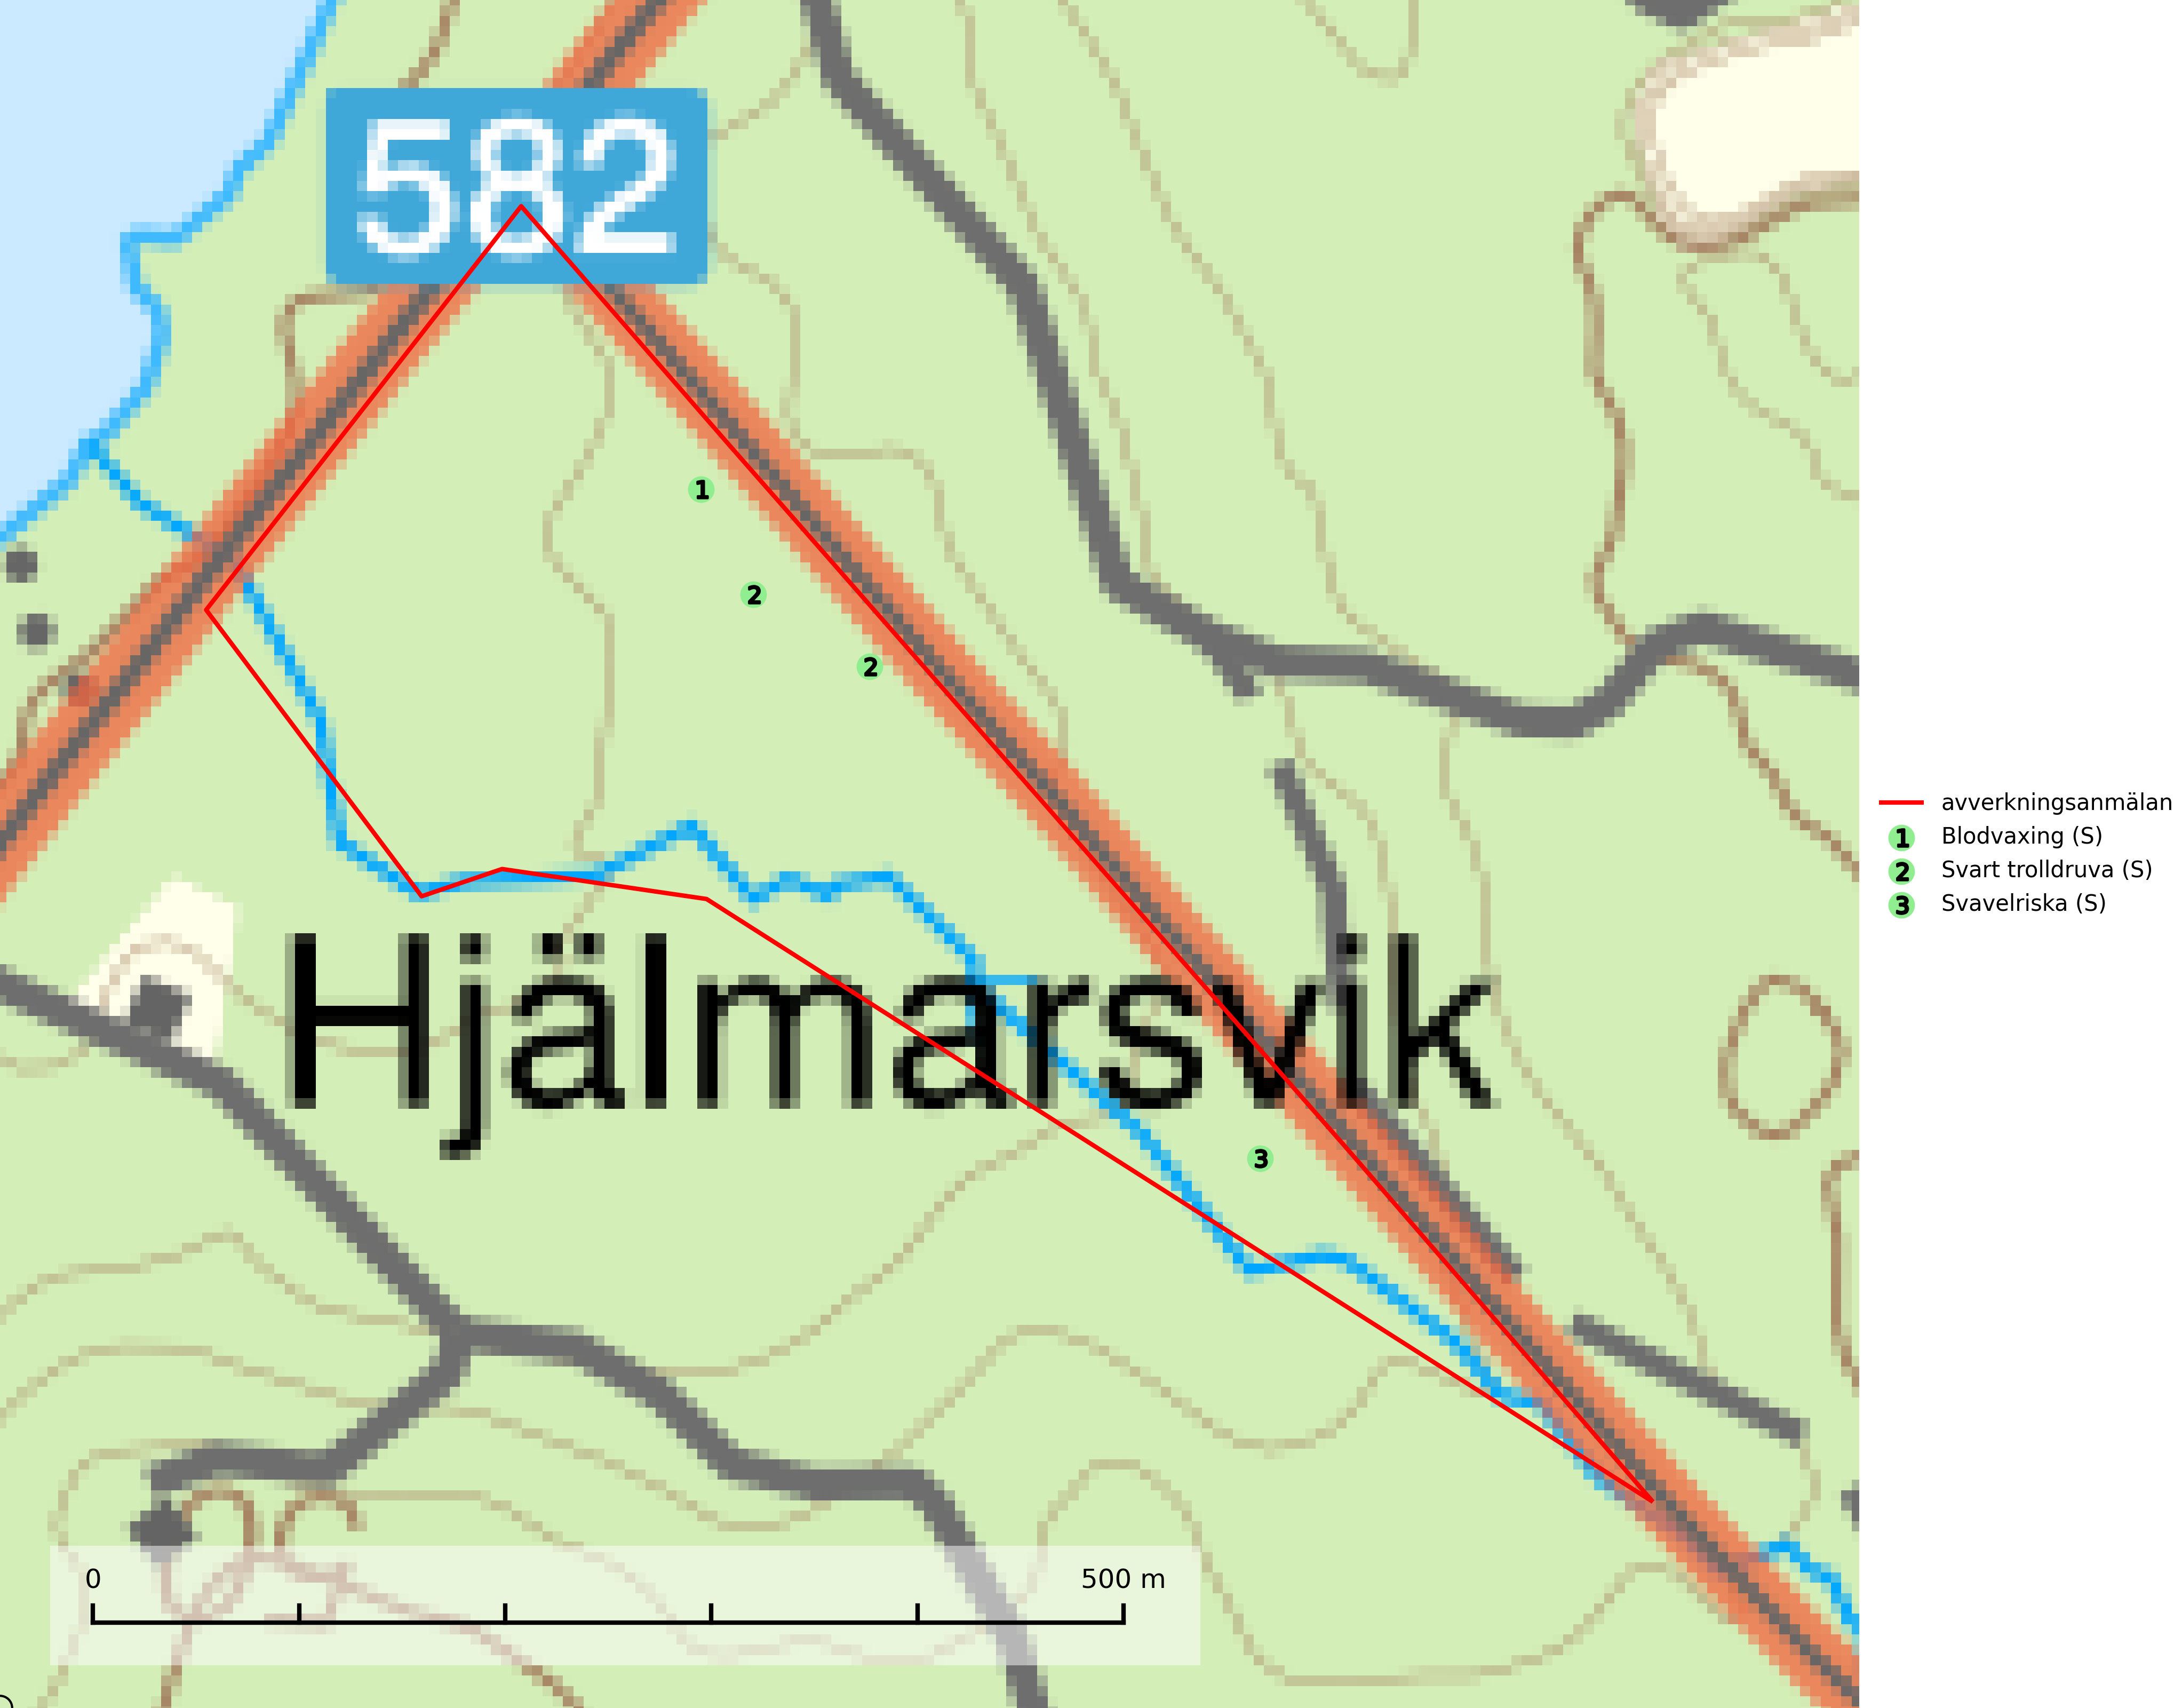 582
1
2
2
Hjälmarsvik
3
0 500 m
avverkningsanmälan
1 Blodvaxing (S)
2 Svart trolldruva (S)
3 Svavelriska (S)